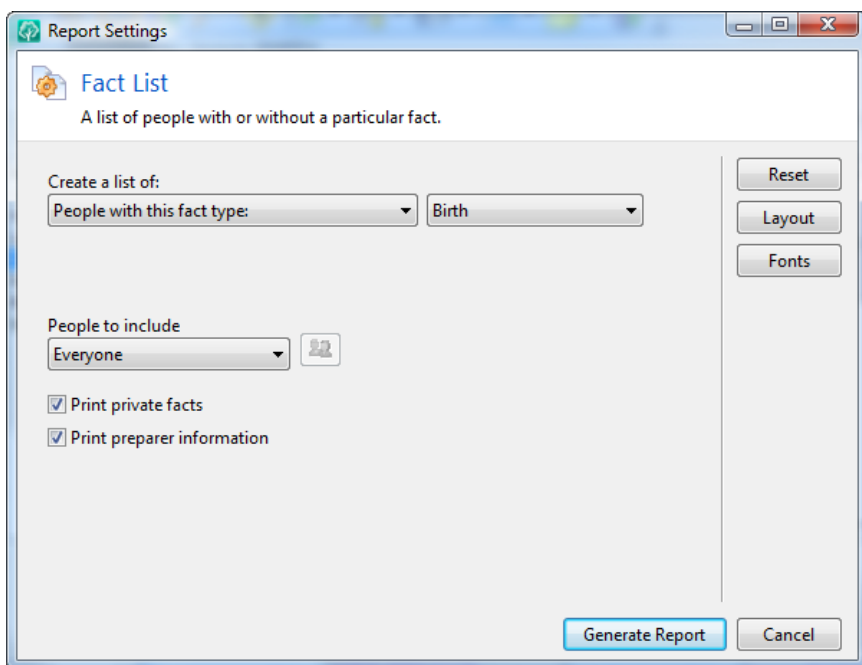 Report Settings
Fact List
A list of people with or without a particular fact.
Create a list of:
People with this fact type:
Birth
People to include
Everyone
Print private facts
Print preparer information
Reset
Layout
Fonts
Generate Report
Cancel